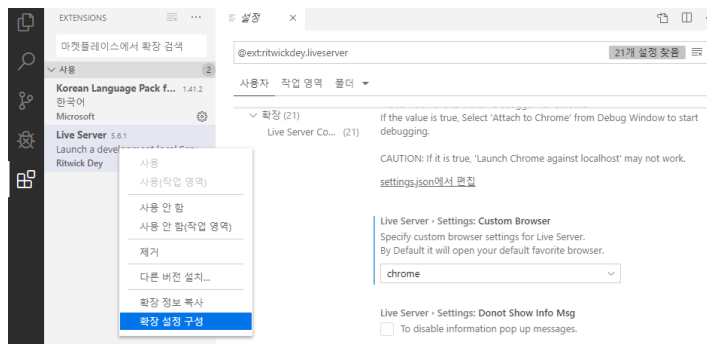 EXTENSIONS
마켓플레이스에서 확장 검색
사용 2
Korean Language Pack f... 1.41.2
한국어
Microsoft
Live Server 5.6.1
Launch a development local Serv
Ritwick Dey
사용
사용(작업 영역)
사용 안 함
사용 안 함(작업 영역)
제거
다른 버전 설치...
확장 정보 복사
확장 설정 구성
설정
@ext:ritwickdey.liveserver
21개 설정 찾음
사용자 작업 영역 폴더
확장 (21)
Live Server Co... (21)
If the value is true, Select 'Attach to Chrome' from Debug Window to start
debugging.
CAUTION: If it is true, 'Launch Chrome against localhost' may not work.
settings.json에서 편집
Live Server › Settings: Custom Browser
Specify custom browser settings for Live Server.
By Default it will open your default favorite browser.
chrome
Live Server › Settings: Donot Show Info Msg
To disable information pop up messages.